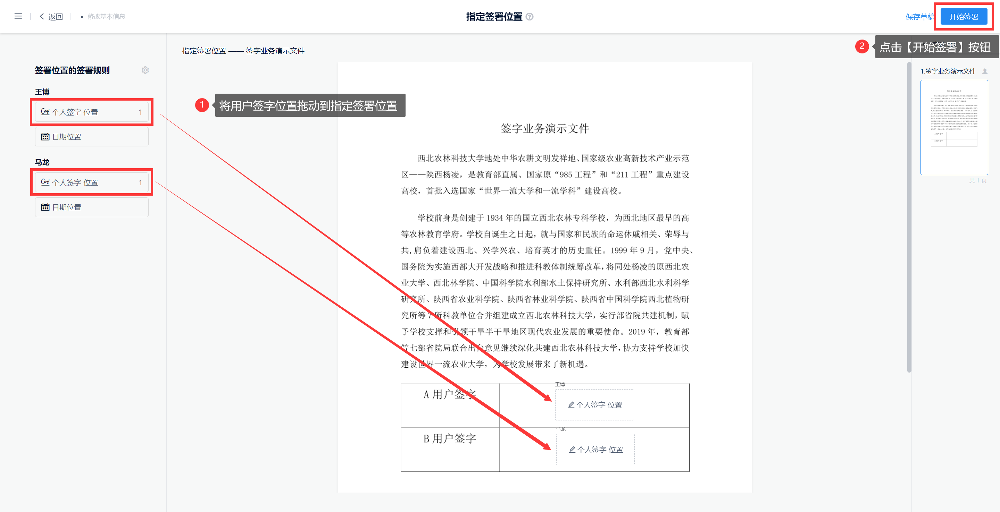 返回
修改基本信息
指定签署位置
保存草稿
开始签署
2
点击【开始签署】按钮
指定签署位置 —— 签字业务演示文件
签署位置的签署规则
王博
个人签字 位置 1
日期位置
马龙
个人签字 位置 1
日期位置
1
将用户签字位置拖动到指定签署位置
签字业务演示文件
西北农林科技大学地处中华农耕文明发祥地、国家级农业高新技术产业示范
区——陕西杨凌，是教育部直属、国家原“985 工程”和“211 工程”重点建设
高校，首批入选国家“世界一流大学和一流学科”建设高校。
学校前身是创建于 1934 年的国立西北农林专科学校，为西北地区最早的高
等农林教育学府。学校自诞生之日起，就与国家和民族的命运休戚相关、荣辱与
共,肩负着建设西北、兴学兴农、培育英才的历史重任。1999 年 9 月，党中央、
国务院为实施西部大开发战略和推进科教体制统筹改革,将同处杨凌的原西北农
业大学、西北林学院、中国科学院水利部水土保持研究所、水利部西北水利科学
研究所、陕西省农业科学院、陕西省林业科学院、陕西省中国科学院西北植物研
究所等 7 所科教单位合并组建成立西北农林科技大学,实行部省院共建机制，赋
予学校支撑和引领干旱半干旱地区现代农业发展的重要使命。2019 年，教育部
等七部省院局联合出台意见继续深化共建西北农林科技大学,协力支持学校加快
建设世界一流农业大学，为学校发展带来了新机遇。
A 用户签字
王博
个人签字 位置
B 用户签字
马龙
个人签字 位置
1.签字业务演示文件
签字业务演示文件
A 用户签字
B 用户签字
共 1 页